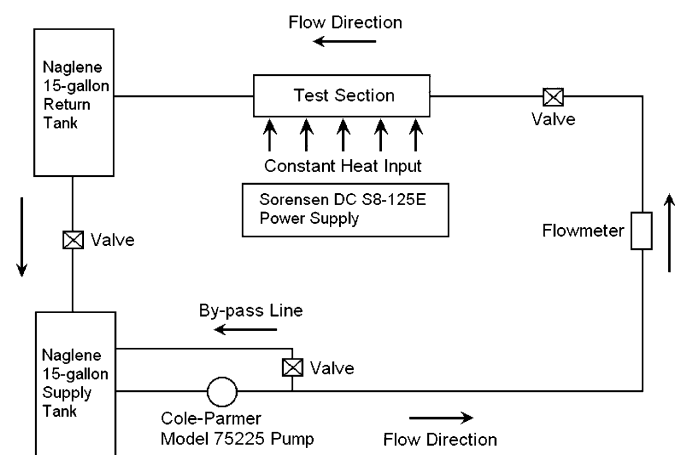 Flow Direction
Naglene
15-gallon
Return
Tank
Test Section
Valve
Constant Heat Input
Sorensen DC S8-125E
Power Supply
Flowmeter
Valve
By-pass Line
Naglene
15-gallon
Supply
Tank
Valve
Cole-Parmer
Model 75225 Pump
Flow Direction